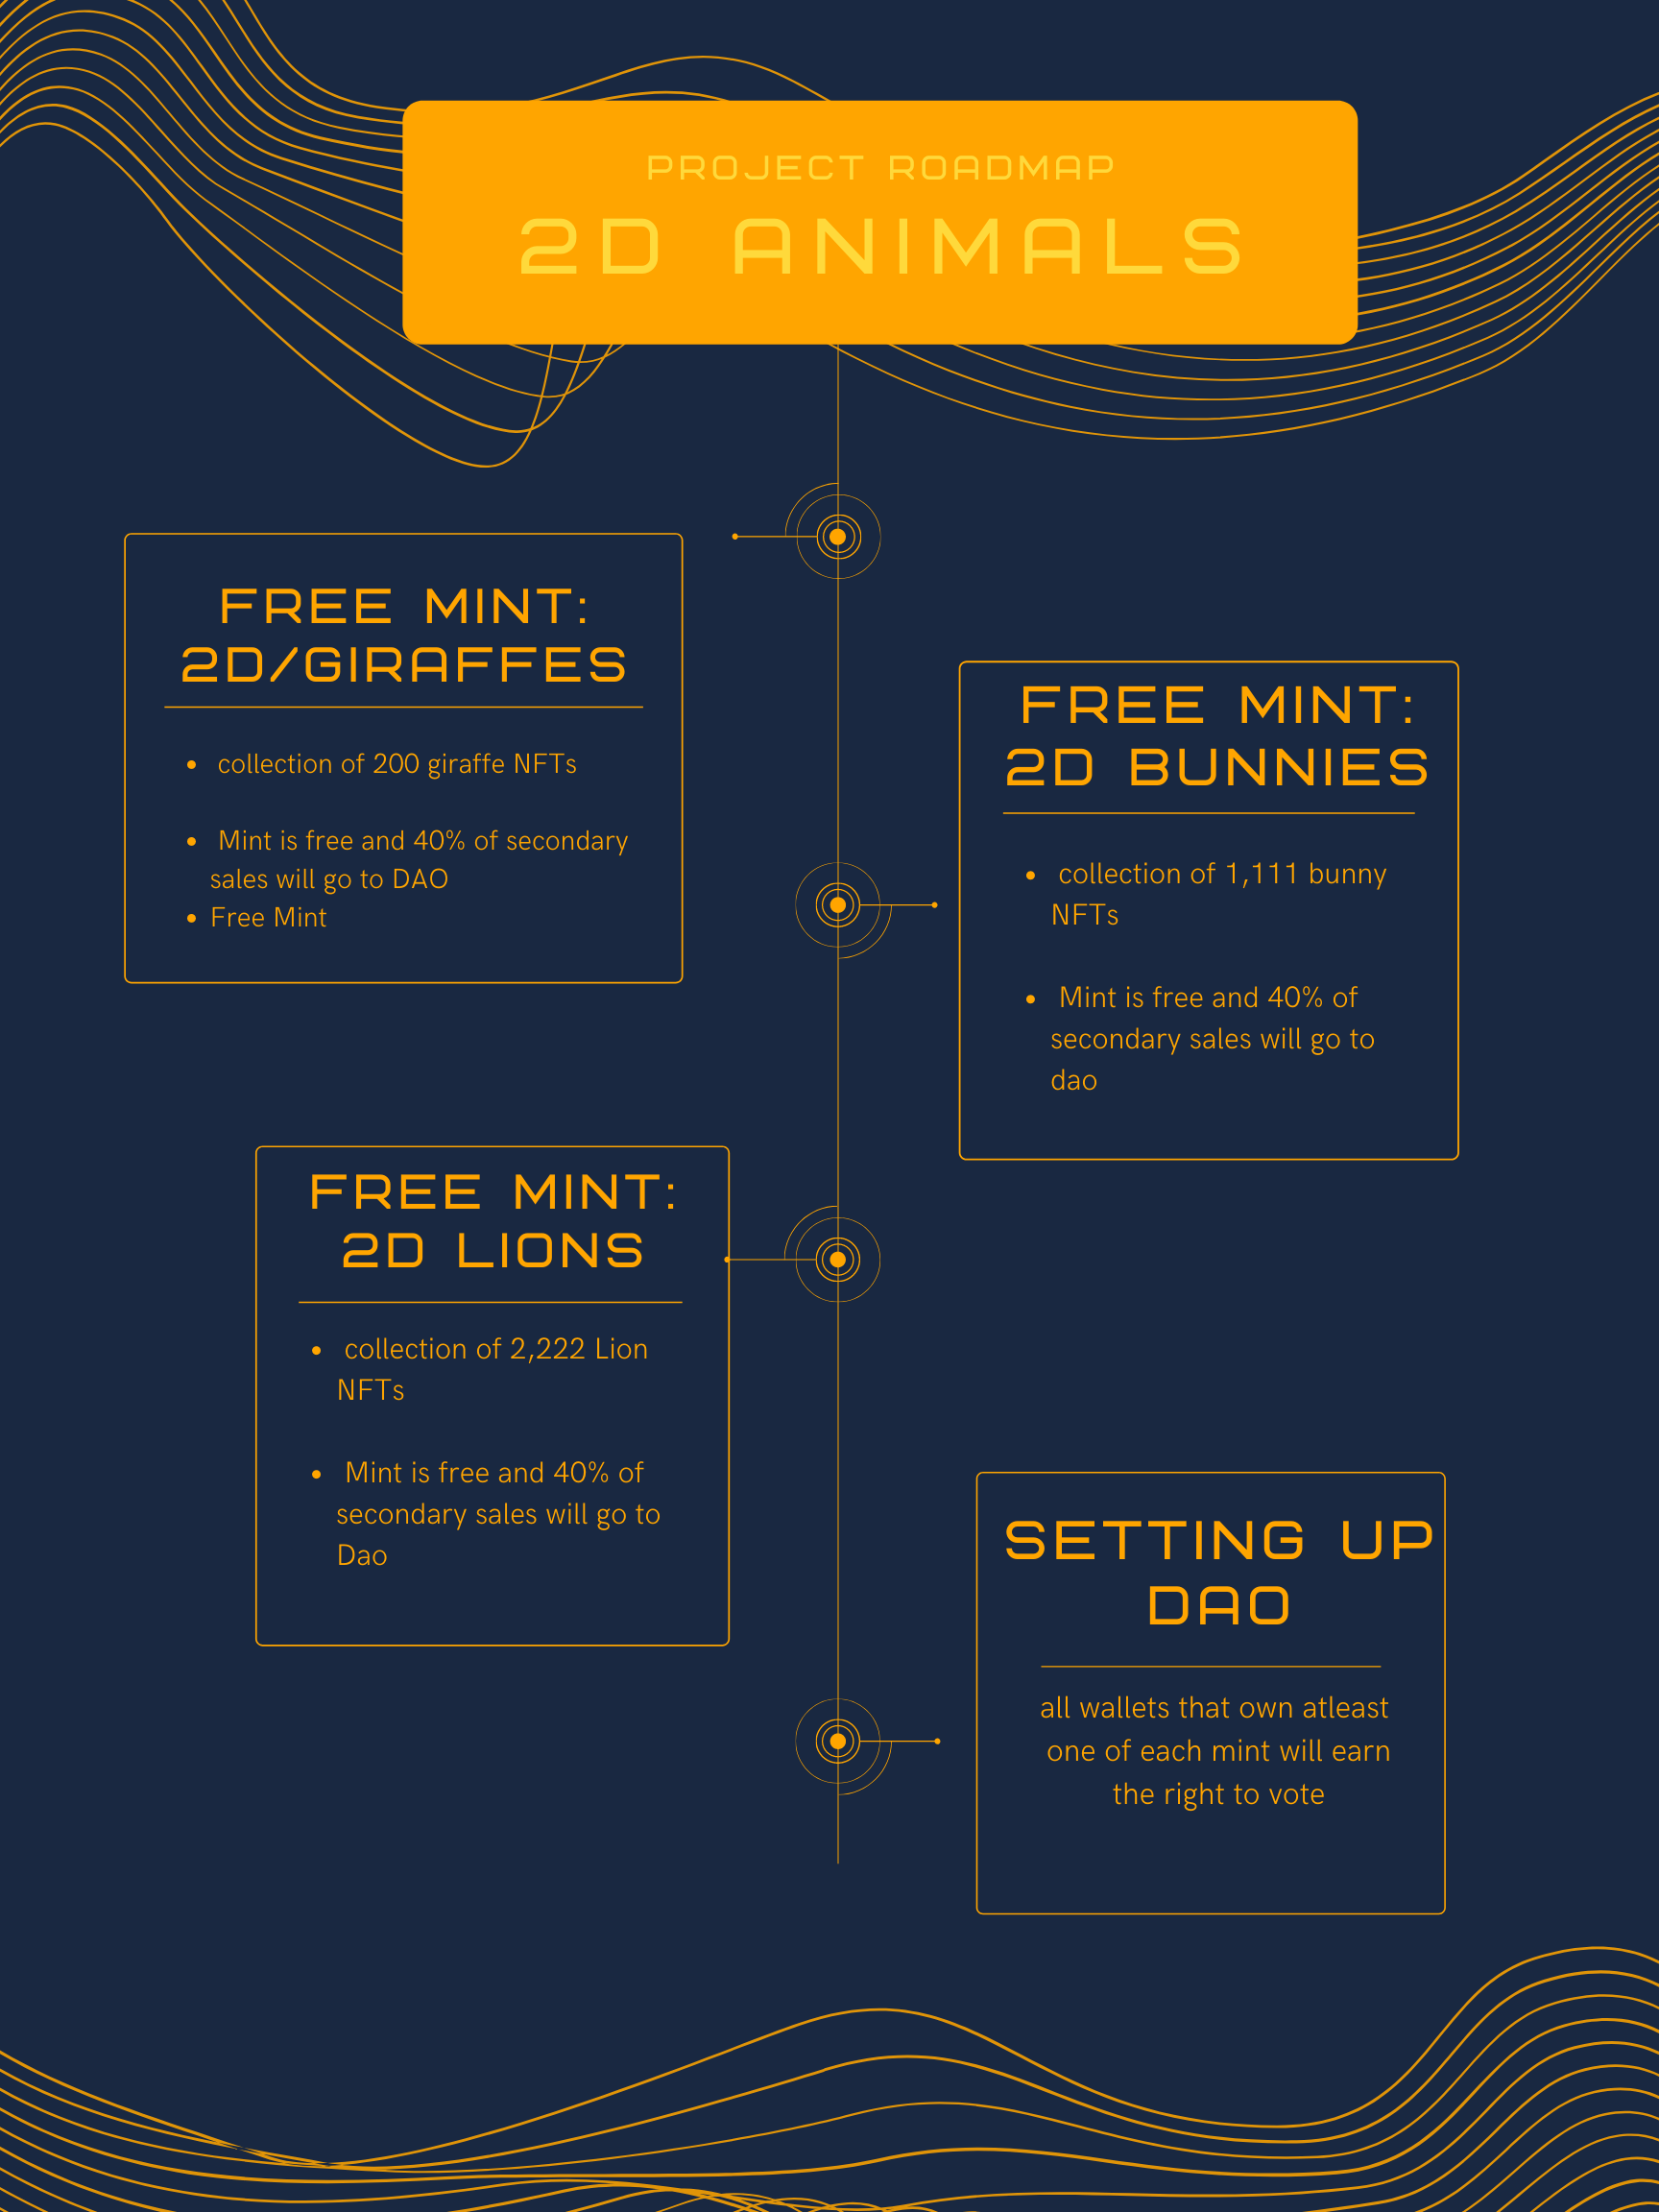 PROJECT ROADMAP
2D ANIMALS
FREE MINT:
2D/GIRAFFES
• collection of 200 giraffe NFTs
• Mint is free and 40% of secondary
sales will go to DAO
• Free Mint
FREE MINT:
2D BUNNIES
• collection of 1,111 bunny
NFTs
• Mint is free and 40% of
secondary sales will go to
dao
FREE MINT:
2D LIONS
• collection of 2,222 Lion
NFTs
• Mint is free and 40% of
secondary sales will go to
Dao
SETTING UP
DAO
all wallets that own atleast
one of each mint will earn
the right to vote